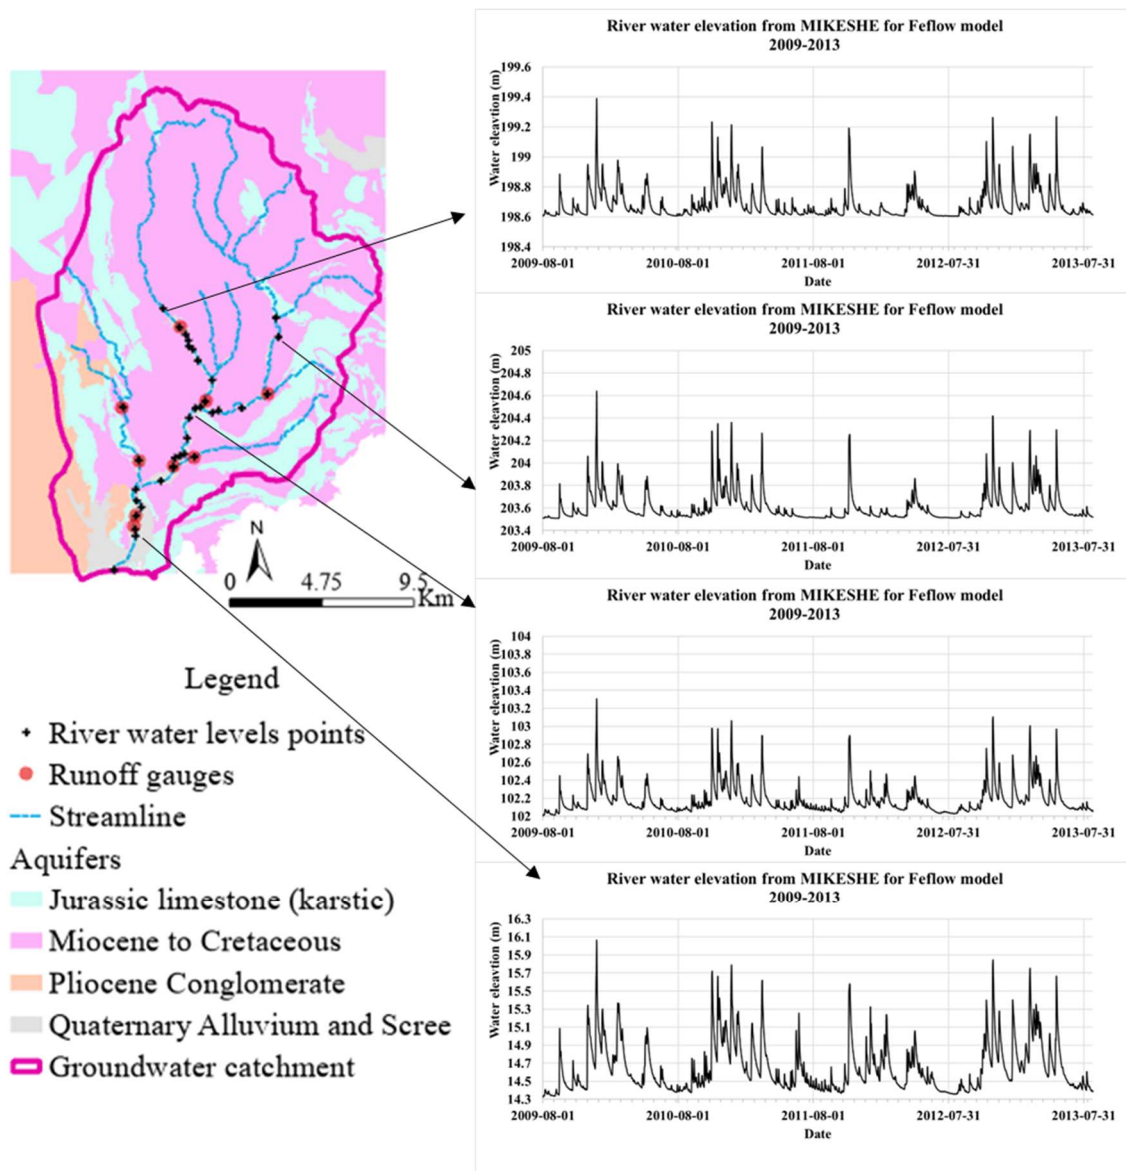 N
0 4.75 9.5
Km
Legend
River water levels points
Runoff gauges
Streamline
Aquifers
Jurassic limestone (karstic)
Miocene to Cretaceous
Pliocene Conglomerate
Quaternary Alluvium and Scree
Groundwater catchment
River water elevation from MIKESHE for Feflow model
2009-2013
Water eleavtion (m)
199.6
199.4
199.2
199
198.8
198.6
198.4
2009-08-01 2010-08-01 2011-08-01 2012-07-31 2013-07-31
Date
River water elevation from MIKESHE for Feflow model
2009-2013
Water eleavtion (m)
205
204.8
204.6
204.4
204.2
204
203.8
203.6
203.4
2009-08-01 2010-08-01 2011-08-01 2012-07-31 2013-07-31
Date
River water elevation from MIKESHE for Feflow model
2009-2013
Water eleavtion (m)
104
103.8
103.6
103.4
103.2
103
102.8
102.6
102.4
102.2
102
2009-08-01 2010-08-01 2011-08-01 2012-07-31 2013-07-31
Date
River water elevation from MIKESHE for Feflow model
2009-2013
Water eleavtion (m)
16.3
16.1
15.9
15.7
15.5
15.3
15.1
14.9
14.7
14.5
14.3
2009-08-01 2010-08-01 2011-08-01 2012-07-31 2013-07-31
Date